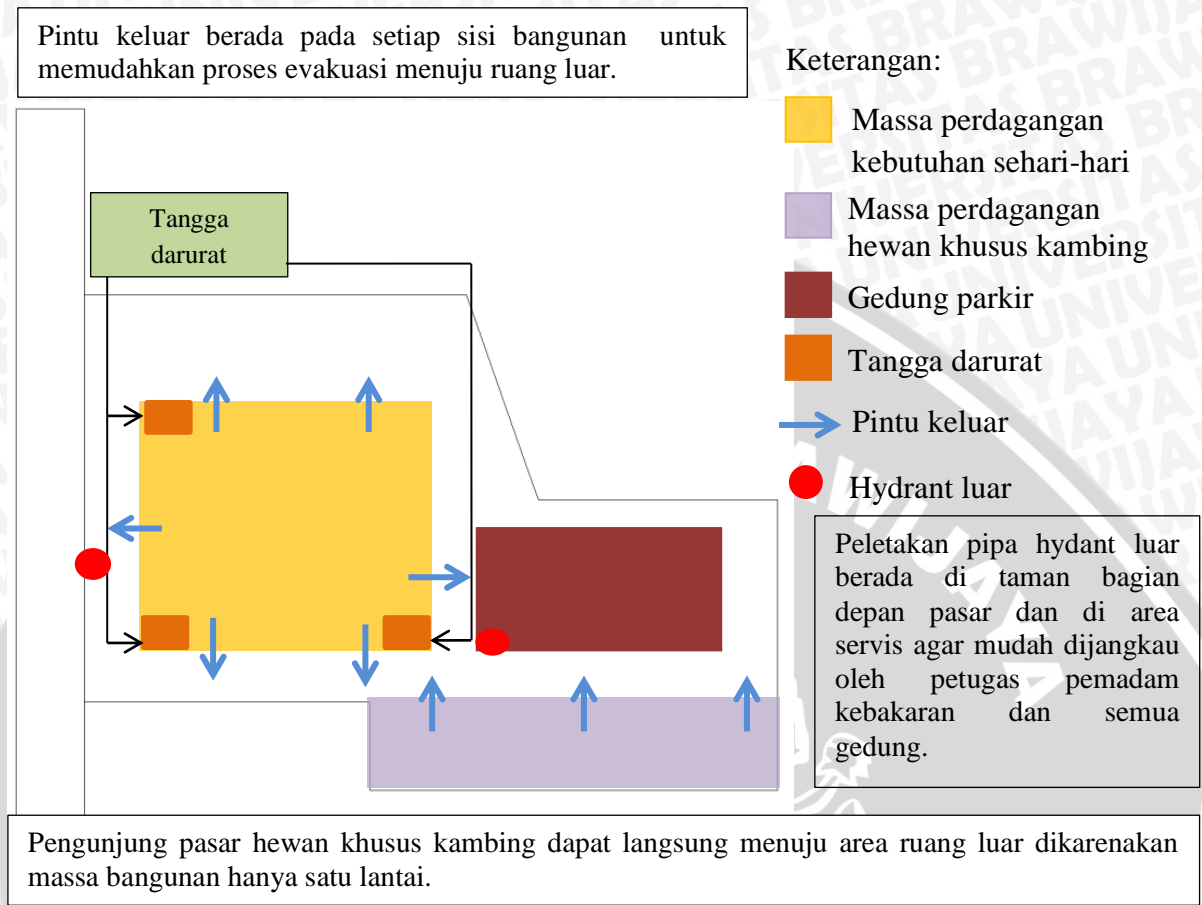 Pintu keluar berada pada setiap sisi bangunan untuk
memudahkan proses evakuasi menuju ruang luar.
Keterangan:
Massa perdagangan
kebutuhan sehari-hari
Massa perdagangan
hewan khusus kambing
Gedung parkir
Tangga darurat
Pintu keluar
Hydrant luar
Tangga
darurat
Peletakan pipa hydant luar
berada di taman bagian
depan pasar dan di area
servis agar mudah dijangkau
oleh petugas pemadam
kebakaran dan semua
gedung.
Pengunjung pasar hewan khusus kambing dapat langsung menuju area ruang luar dikarenakan
massa bangunan hanya satu lantai.